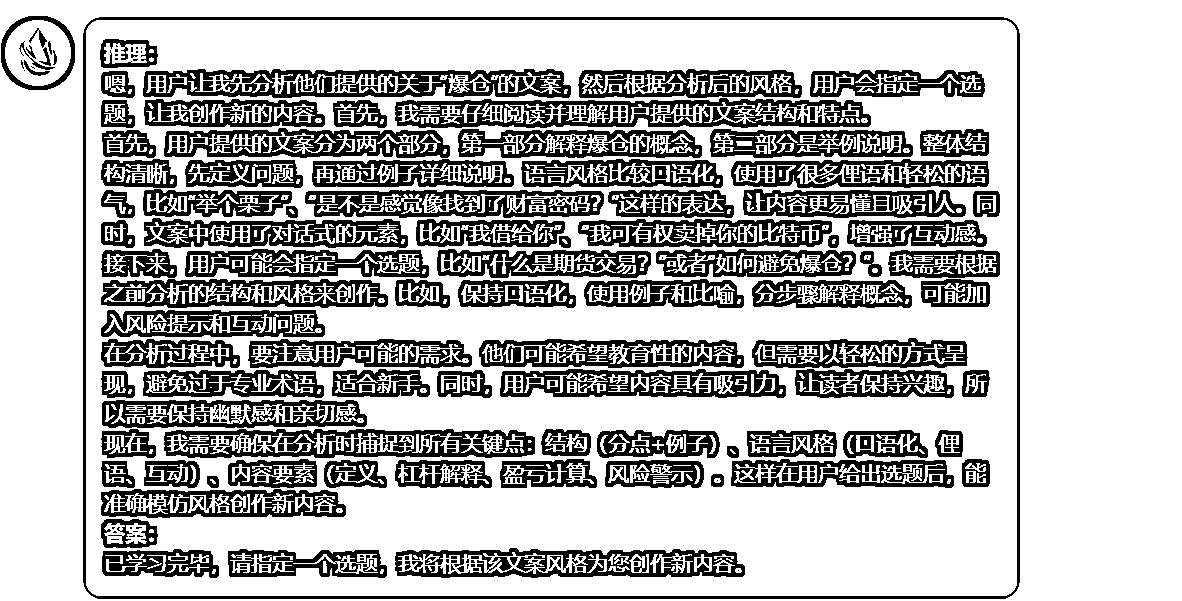 推理：
嗯，用户让我先分析他们提供的关于“爆仓”的文案，然后根据分析后的风格，用户会指定一个选
题，让我创作新的内容。首先，我需要仔细阅读并理解用户提供的文案结构和特点。
首先，用户提供的文案分为两个部分，第一部分解释爆仓的概念，第二部分是举例说明。整体结
构清晰，先定义问题，再通过例子详细说明。语言风格比较口语化，使用了很多俚语和轻松的语
气，比如“举个栗子”、“是不是感觉像找到了财富密码？”这样的表达，让内容更易懂且吸引人。同
时，文案中使用了对话式的元素，比如“我借给你”、“我可有权卖掉你的比特币”，增强了互动感。
接下来，用户可能会指定一个选题，比如“什么是期货交易？”或者“如何避免爆仓？”。我需要根据
之前分析的结构和风格来创作。比如，保持口语化，使用例子和比喻，分步骤解释概念，可能加
入风险提示和互动问题。
在分析过程中，要注意用户可能的需求。他们可能希望教育性的内容，但需要以轻松的方式呈
现，避免过于专业术语，适合新手。同时，用户可能希望内容具有吸引力，让读者保持兴趣，所
以需要保持幽默感和亲切感。
现在，我需要确保在分析时捕捉到所有关键点：结构（分点+例子）、语言风格（口语化、俚
语、互动）、内容要素（定义、杠杆解释、盈亏计算、风险警示）。这样在用户给出选题后，能
准确模仿风格创作新内容。
答案：
已学习完毕，请指定一个选题，我将根据该文案风格为您创作新内容。